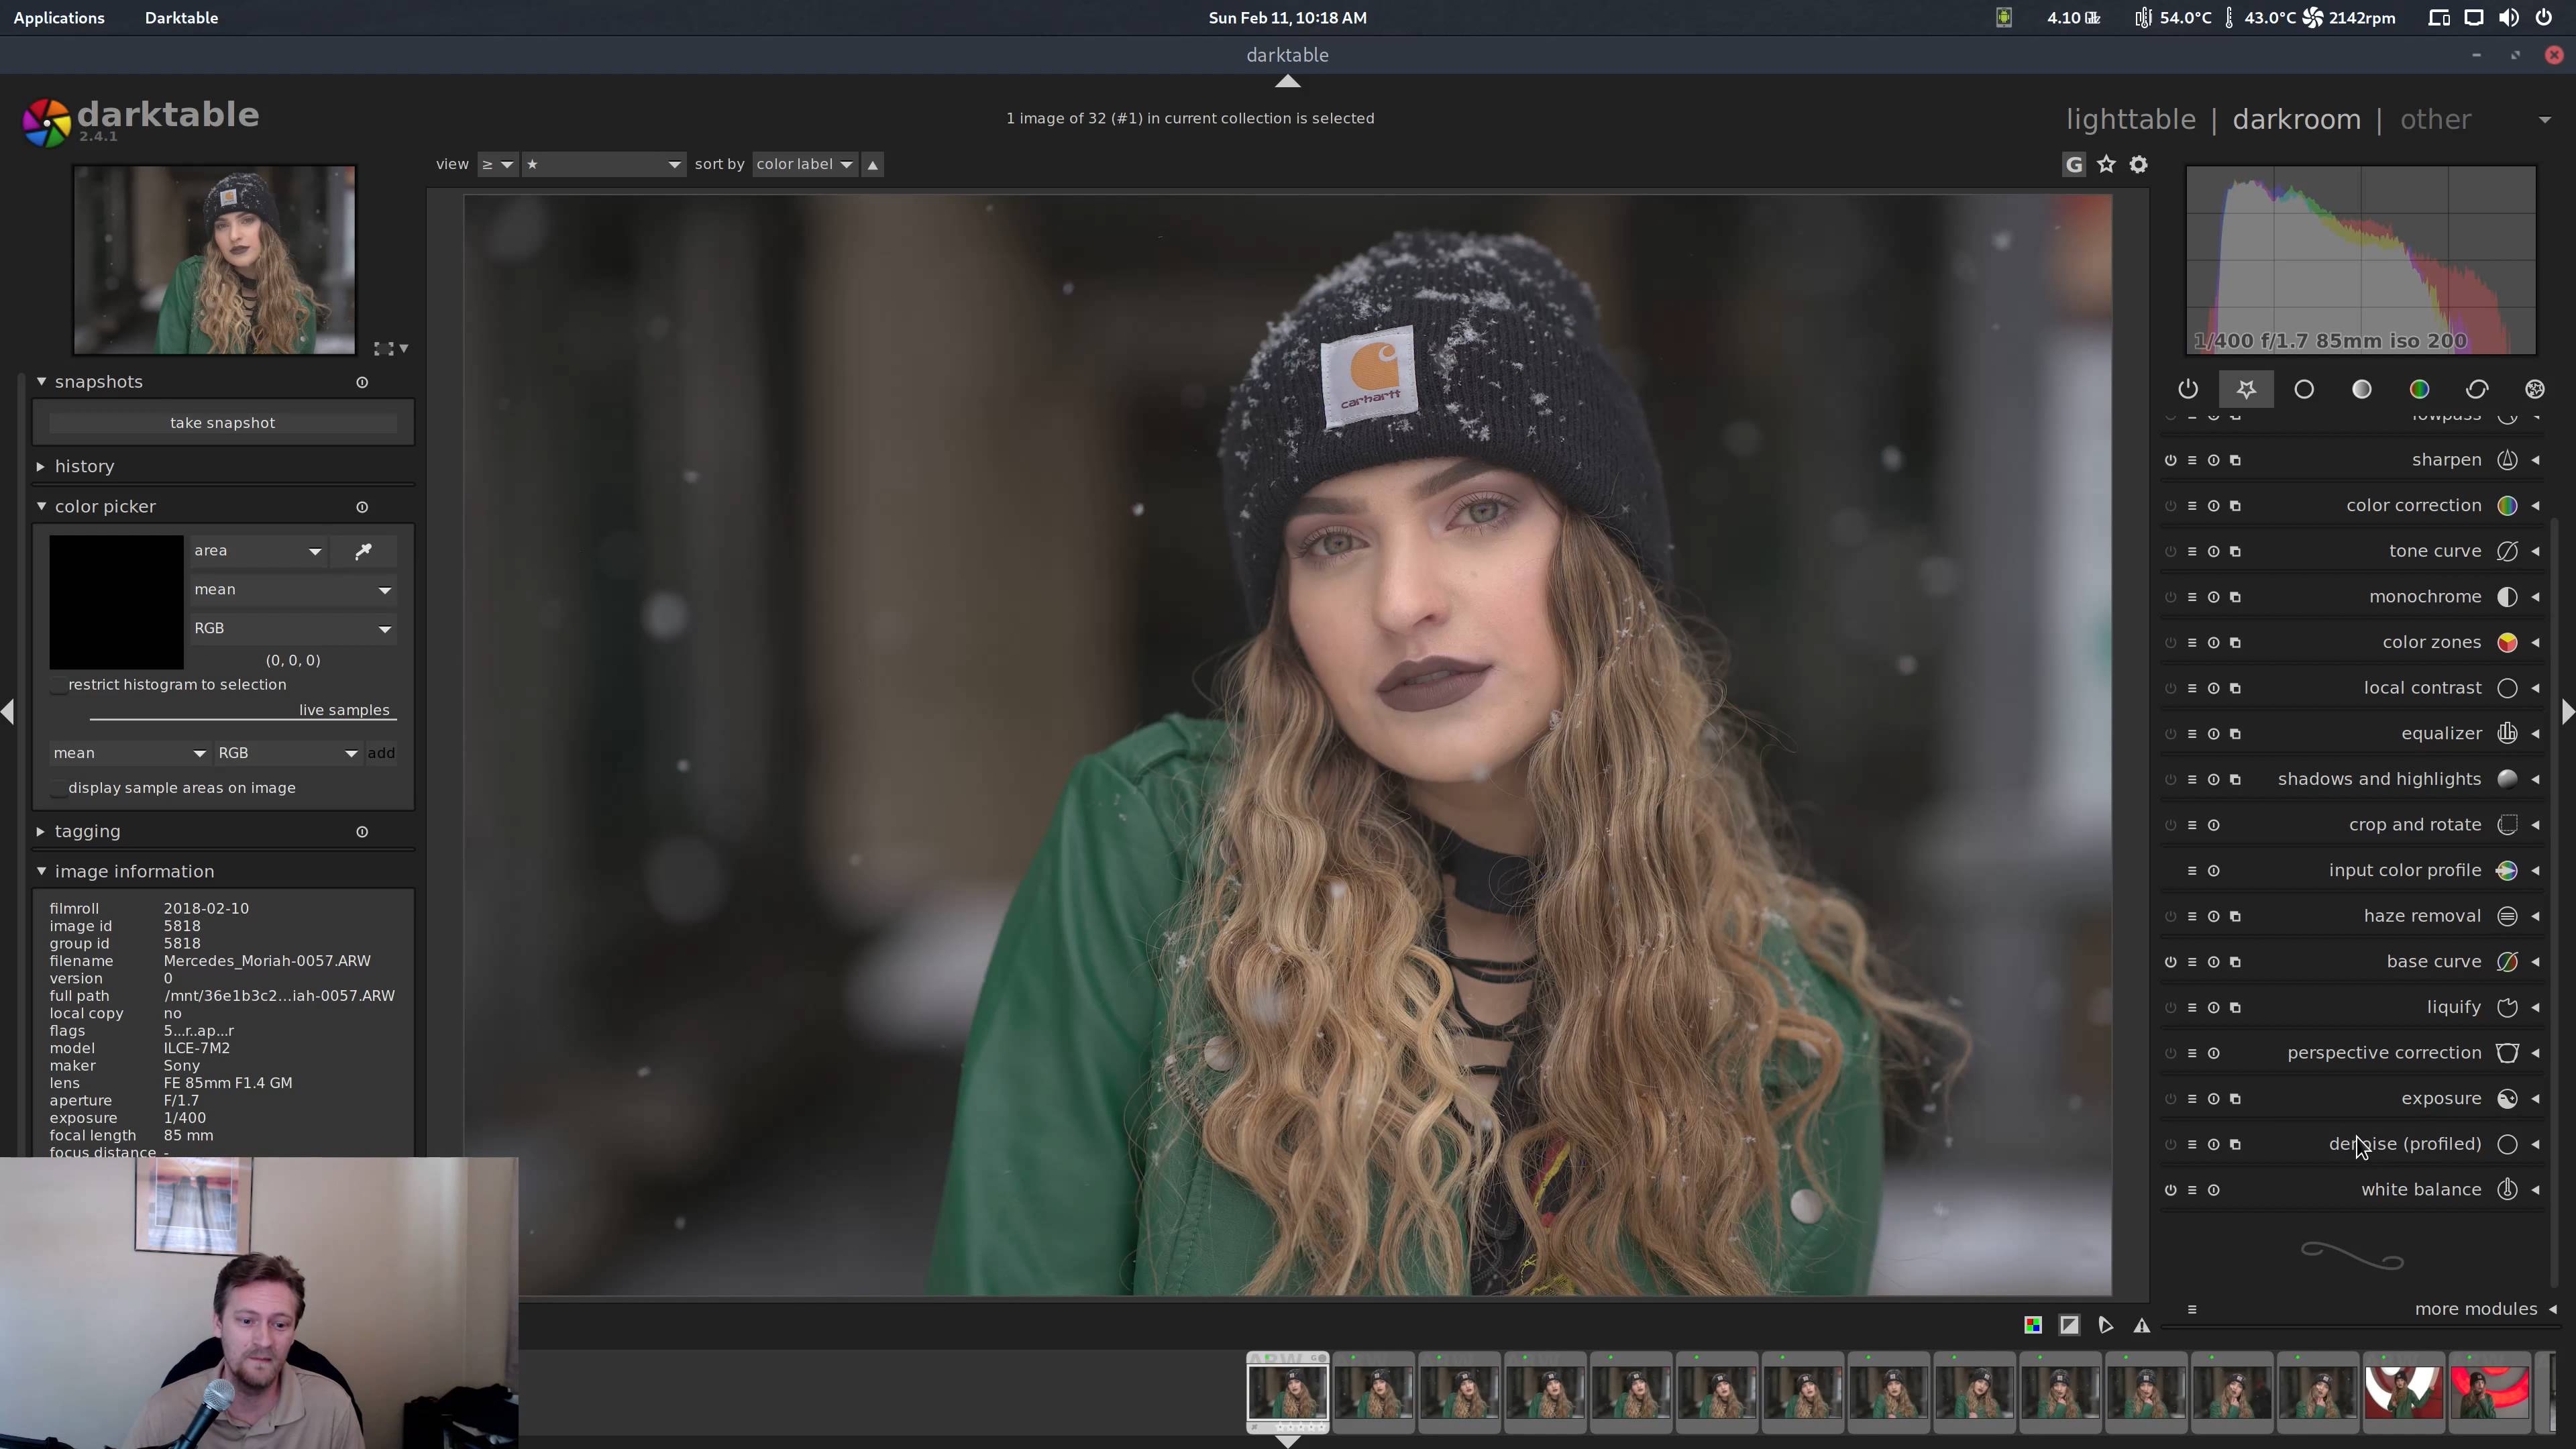 Applications Darktable Sun Feb 11, 10:18 AM 4.10 54.0°C 43.0°C 2142rpm
darktable
darktable
2.4.1
1 image of 32 (#1) in current collection is selected
lighttable | darkroom | other
view ≥ ★ sort by color label
G
carhartt
1/400 f/1.7 85mm iso 200
snapshots
take snapshot
history
color picker
area
mean
RGB
(0, 0, 0)
restrict histogram to selection
live samples
mean RGB add
display sample areas on image
tagging
image information
filmroll 2018-02-10
image id 5818
group id 5818
filename Mercedes_Moriah-0057.ARW
version 0
full path /mnt/36e1b3c2...iah-0057.ARW
local copy no
flags 5...r..ap...r
model ILCE-7M2
maker Sony
lens FE 85mm F1.4 GM
aperture F/1.7
exposure 1/400
focal length 85 mm
focus distance -
lowpass
sharpen
color correction
tone curve
monochrome
color zones
local contrast
equalizer
shadows and highlights
crop and rotate
input color profile
haze removal
base curve
liquify
perspective correction
exposure
denoise (profiled)
white balance
more modules